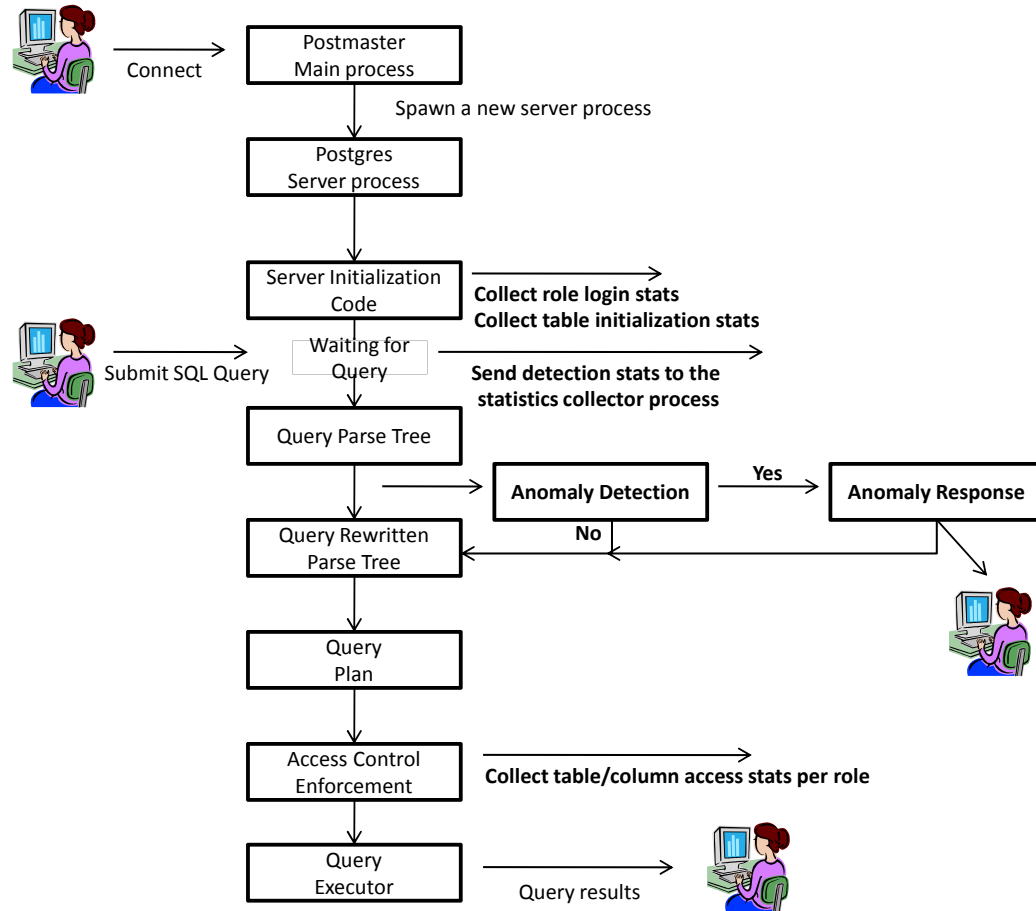 Postmaster
Main process
Connect
Spawn a new server process
Postgres
Server process
Server Initialization
Code
Collect role login stats
Collect table initialization stats
Waiting for
Query
Submit SQL Query
Send detection stats to the
statistics collector process
Query Parse Tree
Anomaly Detection
Yes
Anomaly Response
No
Query Rewritten
Parse Tree
Query
Plan
Access Control
Enforcement
Collect table/column access stats per role
Query
Executor
Query results